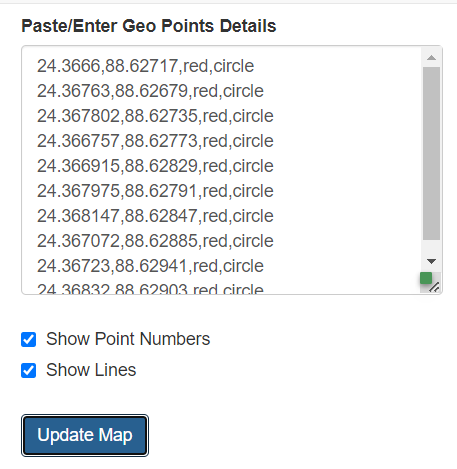 Paste/Enter Geo Points Details
24.3666,88.62717,red,circle
24.36763,88.62679,red,circle
24.367802,88.62735,red,circle
24.366757,88.62773,red,circle
24.366915,88.62829,red,circle
24.367975,88.62791,red,circle
24.368147,88.62847,red,circle
24.367072,88.62885,red,circle
24.36723,88.62941,red,circle
24.36832,88.62903,red,circle
Show Point Numbers
Show Lines
Update Map